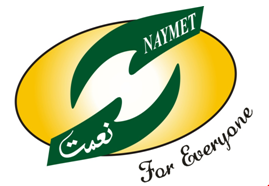 NAYMET
نعمت
For Everyone